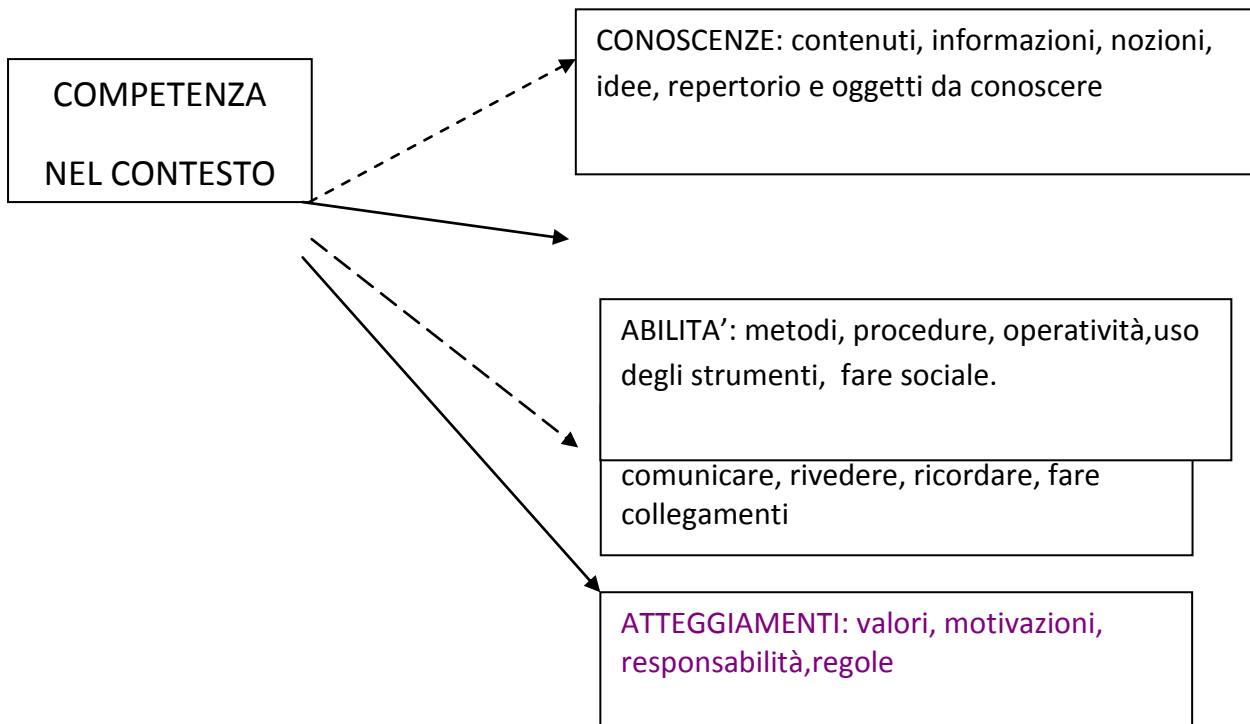 COMPETENZA
NEL CONTESTO
CONOSCENZE: contenuti, informazioni, nozioni,
idee, repertorio e oggetti da conoscere
ABILITA’: metodi, procedure, operatività,uso
degli strumenti,  fare sociale.
comunicare, rivedere, ricordare, fare
collegamenti
ATTEGGIAMENTI: valori, motivazioni,
responsabilità,regole